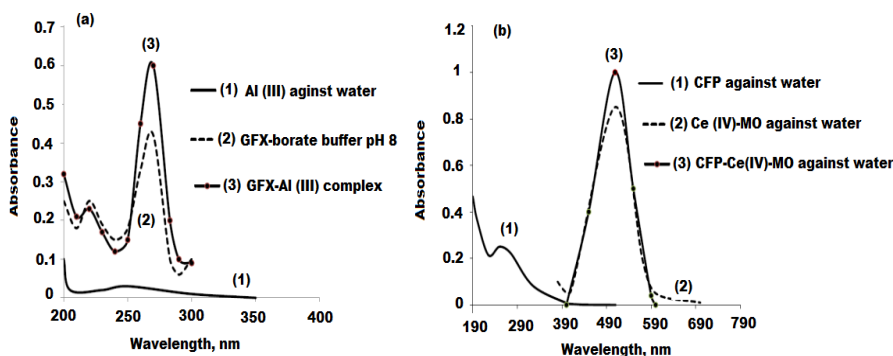 (a)
0.7
0.6
0.5
0.4
0.3
0.2
0.1
0
200 250 300 350 400
Absorbance
Wavelength, nm
(3)
(2)
(1)
(1) Al (III) aginst water
(2) GFX-borate buffer pH 8
(3) GFX-Al (III) complex
(b)
1.2
1
0.8
0.6
0.4
0.2
0
190 290 390 490 590 690 790
Absorbance
Wavelength, nm
(3)
(1)
(2)
(1) CFP against water
(2) Ce (IV)-MO against water
(3) CFP-Ce(IV)-MO against water